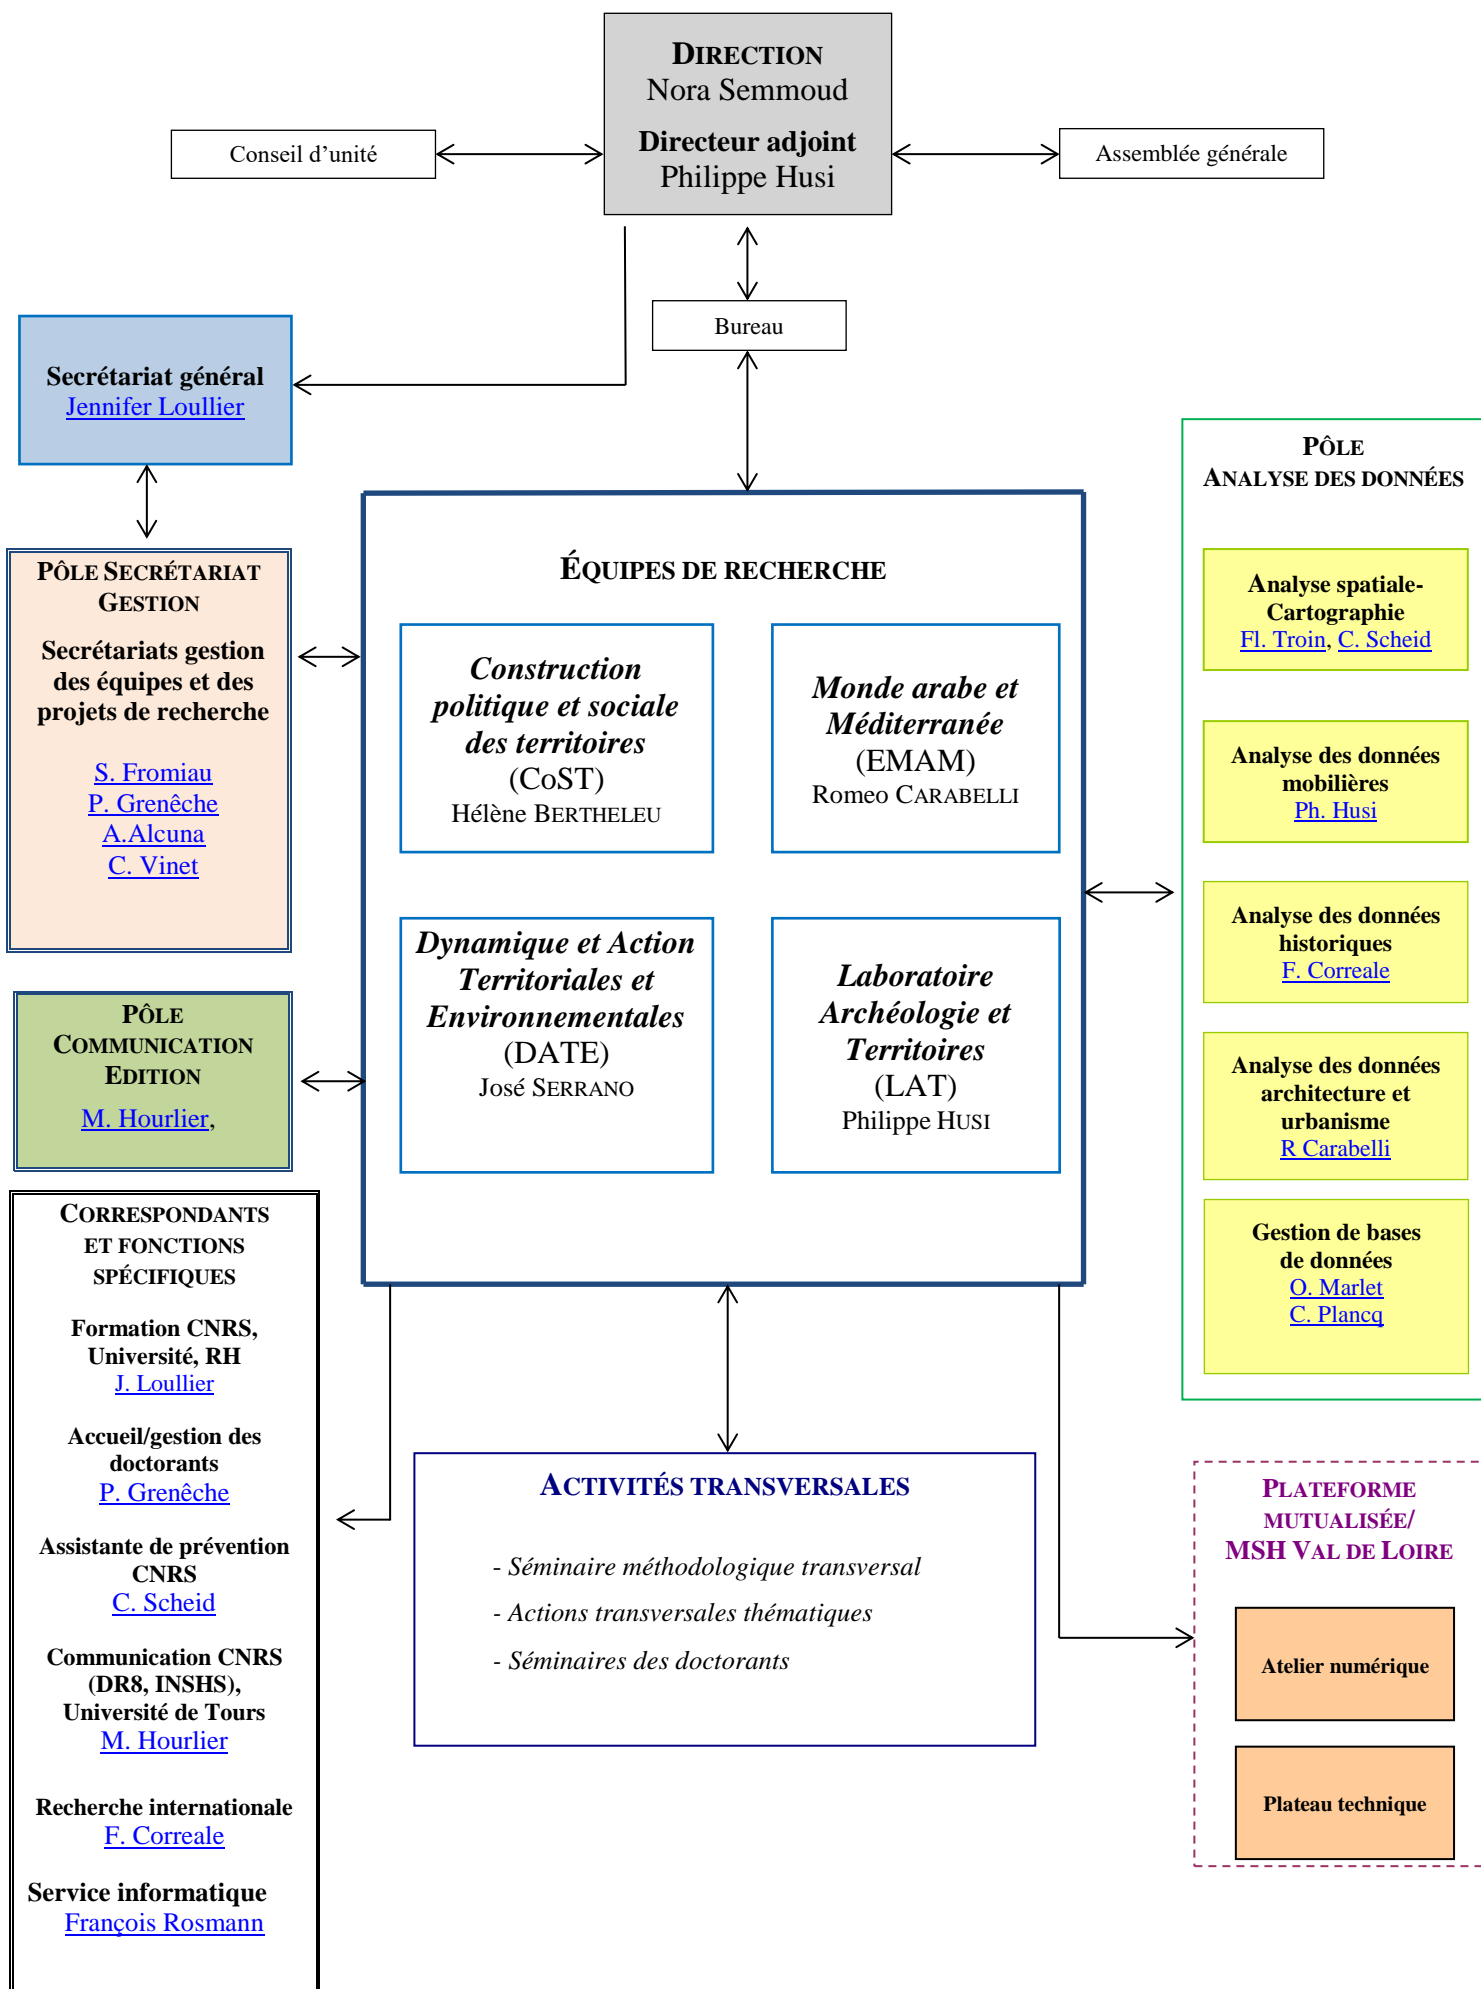 DIRECTION
Nora Semmoud
Directeur adjoint
Philippe Husi
Conseil d’unité
Assemblée générale
Bureau
Secrétariat général
Jennifer Loullier
PÔLE SECRÉTARIAT
GESTION
Secrétariats gestion
des équipes et des
projets de recherche
S. Fromiau
P. Grenêche
A.Alcuna
C. Vinet
PÔLE
COMMUNICATION
EDITION
M. Hourlier,
CORRESPONDANTS
ET FONCTIONS
SPÉCIFIQUES
Formation CNRS,
Université, RH
J. Loullier
Accueil/gestion des
doctorants
P. Grenêche
Assistante de prévention
CNRS
C. Scheid
Communication CNRS
(DR8, INSHS),
Université de Tours
M. Hourlier
Recherche internationale
F. Correale
Service informatique
François Rosmann
ÉQUIPES DE RECHERCHE
Construction
politique et sociale
des territoires
(CoST)
Hélène BERTHELEU
Monde arabe et
Méditerranée
(EMAM)
Romeo CARABELLI
Dynamique et Action
Territoriales et
Environnementales
(DATE)
José SERRANO
Laboratoire
Archéologie et
Territoires
(LAT)
Philippe HUSI
ACTIVITÉS TRANSVERSALES
- Séminaire méthodologique transversal
- Actions transversales thématiques
- Séminaires des doctorants
PÔLE
ANALYSE DES DONNÉES
Analyse spatiale-
Cartographie
Fl. Troin, C. Scheid
Analyse des données
mobilières
Ph. Husi
Analyse des données
historiques
F. Correale
Analyse des données
architecture et
urbanisme
R Carabelli
Gestion de bases
de données
O. Marlet
C. Plancq
PLATEFORME
MUTUALISÉE/
MSH VAL DE LOIRE
Atelier numérique
Plateau technique